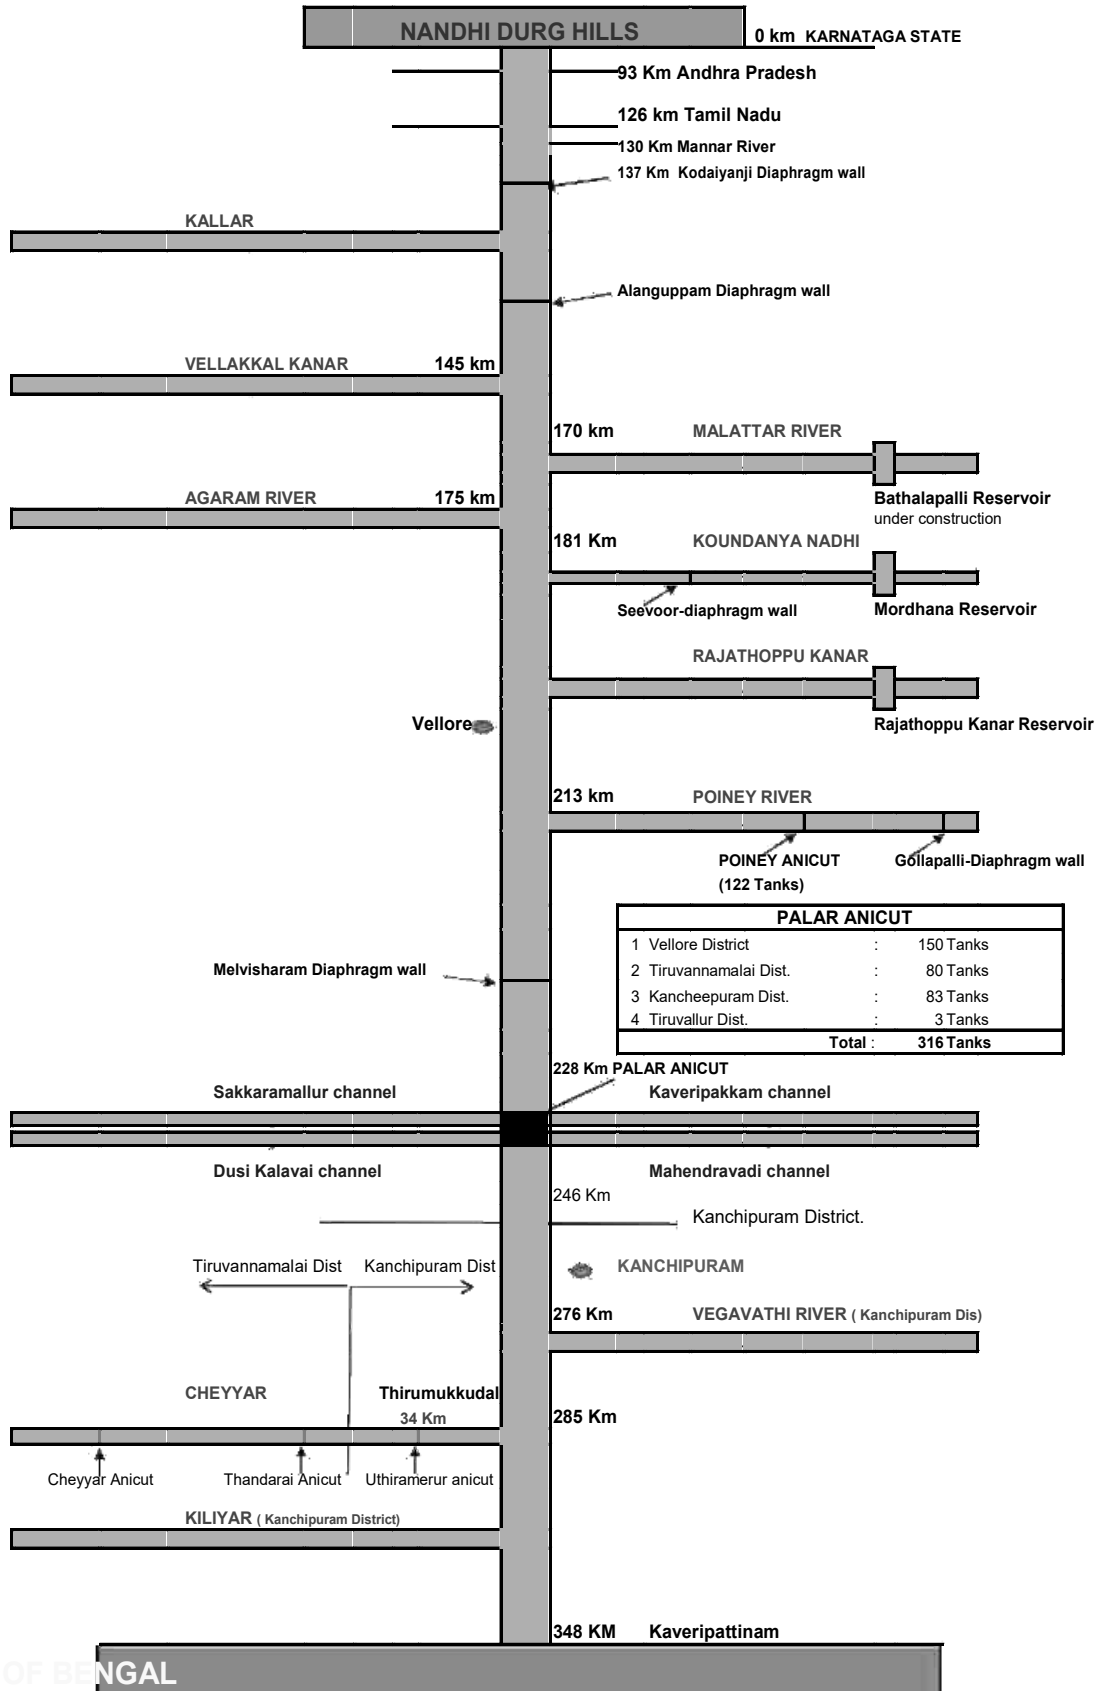 NANDHI DURG HILLS
0 km KARNATAGA STATE
93 Km Andhra Pradesh
126 km Tamil Nadu
130 Km Mannar River
137 Km Kodaiyanji Diaphragm wall
KALLAR
Alanguppam Diaphragm wall
VELLAKKAL KANAR 145 km
170 km MALATTAR RIVER
AGARAM RIVER 175 km
Bathalapalli Reservoir
under construction
181 Km KOUNDANYA NADHI
Seevoor-diaphragm wall
Mordhana Reservoir
RAJATHOPPU KANAR
Vellore
Rajathoppu Kanar Reservoir
213 km POINEY RIVER
POINEY ANICUT
(122 Tanks)
Gollapalli-Diaphragm wall
PALAR ANICUT
1 Vellore District : 150 Tanks
2 Tiruvannamalai Dist. : 80 Tanks
3 Kancheepuram Dist. : 83 Tanks
4 Tiruvallur Dist. : 3 Tanks
Total : 316 Tanks
Melvisharam Diaphragm wall
228 Km PALAR ANICUT
Sakkaramallur channel
Kaveripakkam channel
Dusi Kalavai channel
Mahendravadi channel
246 Km
Kanchipuram District.
Tiruvannamalai Dist
Kanchipuram Dist
KANCHIPURAM
276 Km VEGAVATHI RIVER ( Kanchipuram Dis)
CHEYYAR
Thirumukkudal
34 Km
285 Km
Cheyyar Anicut
Thandarai Anicut
Uthiramerur anicut
KILIYAR ( Kanchipuram District)
348 KM Kaveripattinam
OF BENGAL